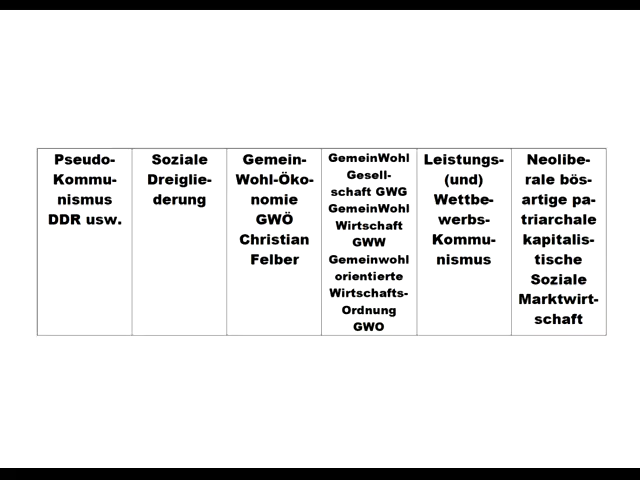 Pseudo-
Kommu-
nismus
DDR usw.
Soziale
Dreiglie-
derung
Gemein-
Wohl-Öko-
nomie
GWÖ
Christian
Felber
GemeinWohl
Gesell-
schaft GWG
GemeinWohl
Wirtschaft
GWW
Gemeinwohl
orientierte
Wirtschafts-
Ordnung
GWO
Leistungs-
(und)
Wettbe-
werbs-
Kommu-
nismus
Neolibe-
rale bös-
artige pa-
triarchale
kapitalis-
tische
Soziale
Marktwirt-
schaft